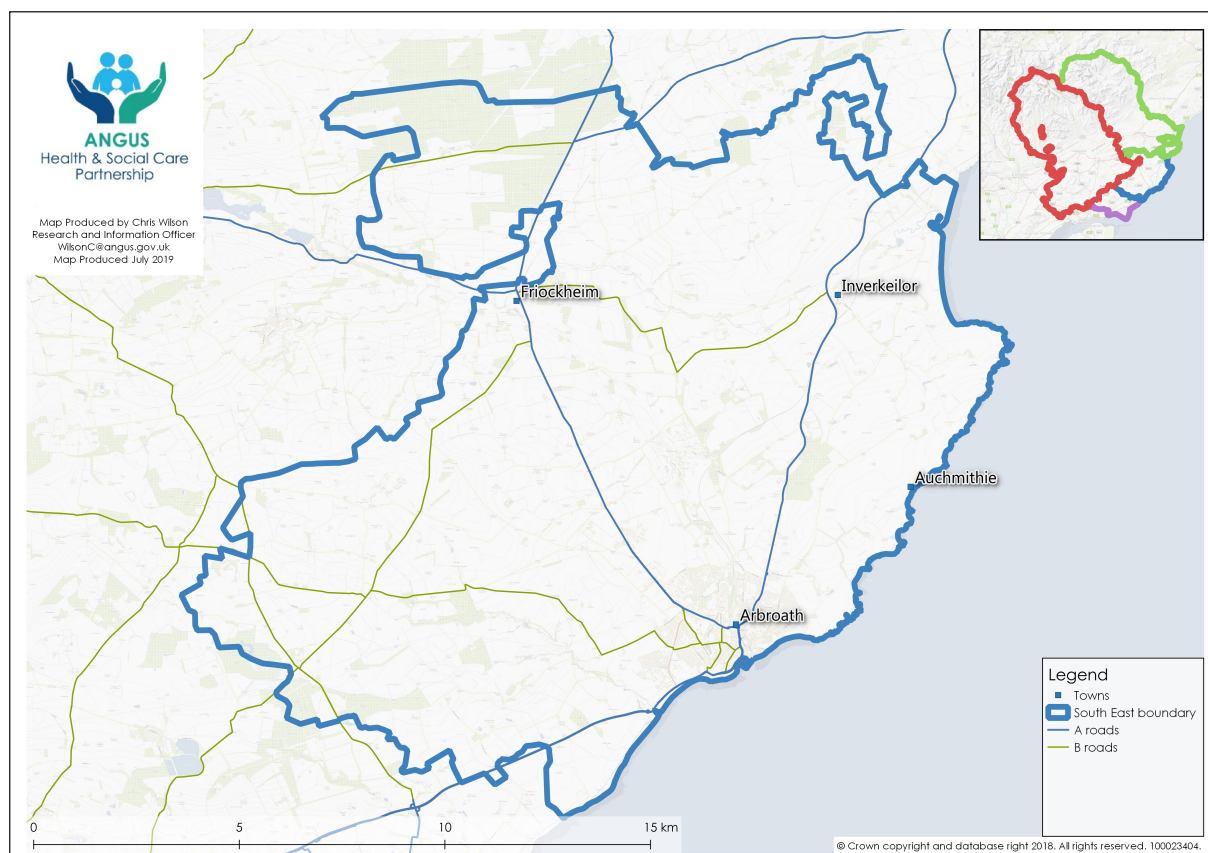 ANGUS
Health & Social Care
Partnership
Map Produced by Chris Wilson
Research and Information Officer
WilsonC@angus.gov.uk
Map Produced July 2019
Friockheim
Inverkeilor
Auchmithie
Arbroath
Legend
Towns
South East boundary
A roads
B roads
0 5 10 15 km
© Crown copyright and database right 2018. All rights reserved. 100023404.